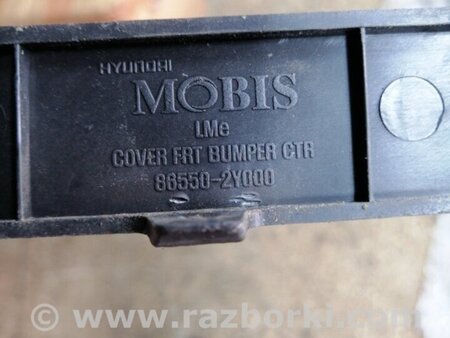 HYUNDAI
MOBIS
LMe
COVER FRT BUMPER CTR
86550-2Y000
© www.razborki.com